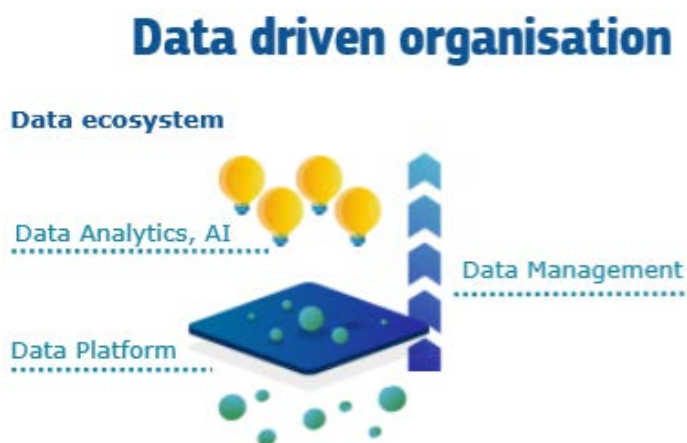 Data driven organisation
Data ecosystem
Data Analytics, AI
Data Management
Data Platform